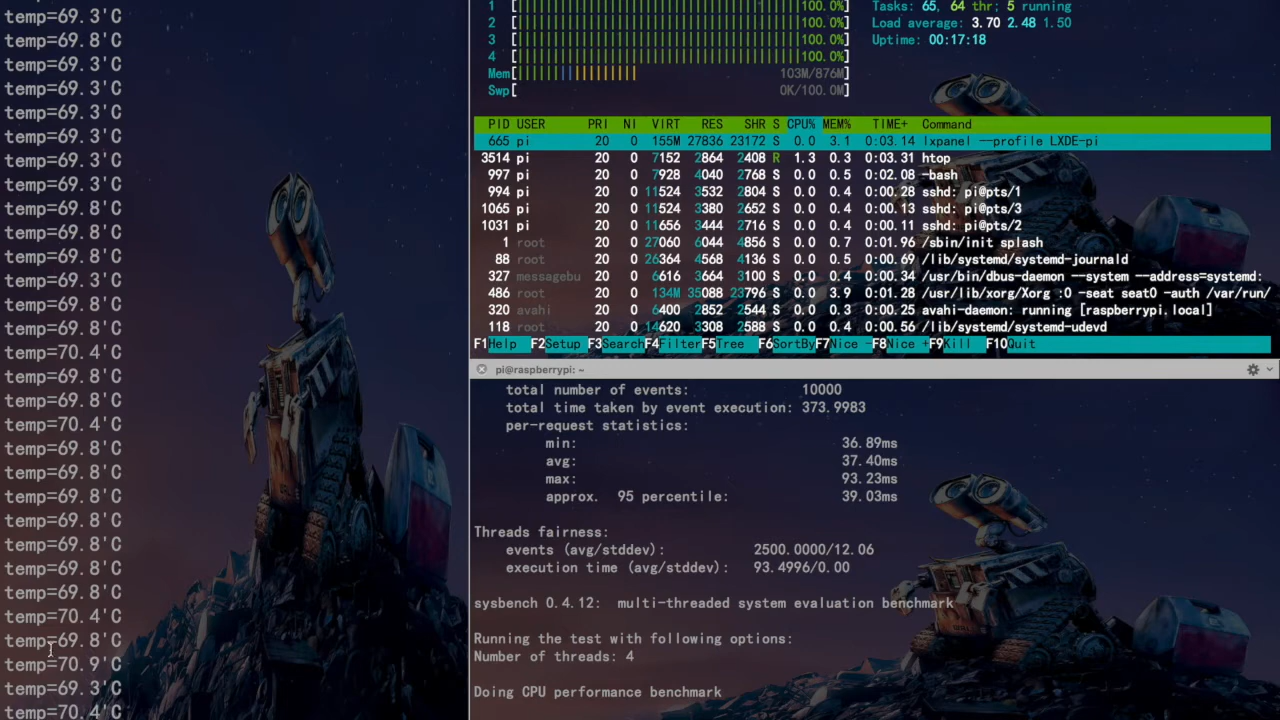 temp=69.3'C
temp=69.8'C
temp=69.3'C
temp=69.8'C
temp=69.3'C
temp=69.8'C
temp=69.3'C
temp=69.3'C
temp=69.8'C
temp=69.8'C
temp=69.8'C
temp=69.3'C
temp=69.8'C
temp=69.8'C
temp=70.4'C
temp=69.8'C
temp=69.8'C
temp=70.4'C
temp=69.8'C
temp=69.8'C
temp=69.8'C
temp=69.8'C
temp=69.8'C
temp=69.8'C
temp=69.8'C
temp=70.4'C
temp=69.8'C
temp=70.9'C
temp=69.3'C
temp=70.4'C
1 [100.0%]
2 [100.0%]
3 [100.0%]
4 [100.0%]
Mem[103M/876M]
Swp[0K/100.0M]
Tasks: 65, 64 thr; 5 running
Load average: 3.70 2.48 1.50
Uptime: 00:17:18
PID USER PRI NI VIRT RES SHR S CPU% MEM% TIME+ Command
665 pi 20 0 155M 27836 23172 S 0.0 3.1 0:03.14 lxpanel --profile LXDE-pi
3514 pi 20 0 7152 2864 2408 R 1.3 0.3 0:03.31 htop
997 pi 20 0 7928 4040 2768 S 0.0 0.5 0:02.08 -bash
994 pi 20 0 11524 3532 2804 S 0.0 0.4 0:00.28 sshd: pi@pts/1
1065 pi 20 0 11524 3380 2652 S 0.0 0.4 0:00.13 sshd: pi@pts/3
1031 pi 20 0 11656 3444 2716 S 0.0 0.4 0:00.11 sshd: pi@pts/2
1 root 20 0 27060 6044 4856 S 0.0 0.7 0:01.96 /sbin/init splash
88 root 20 0 26364 4568 4136 S 0.0 0.5 0:00.69 /lib/systemd/systemd-journald
327 messagebu 20 0 6616 3664 3100 S 0.0 0.4 0:00.34 /usr/bin/dbus-daemon --system --address=systemd:
486 root 20 0 134M 35088 23796 S 0.0 3.9 0:01.28 /usr/lib/xorg/Xorg :0 -seat seat0 -auth /var/run/
320 avahi 20 0 6400 2852 2544 S 0.0 0.3 0:00.25 avahi-daemon: running [raspberrypi.local]
118 root 20 0 14620 3308 2588 S 0.0 0.4 0:00.56 /lib/systemd/systemd-udevd
F1Help F2Setup F3SearchF4FilterF5Tree F6SortByF7Nice -F8Nice +F9Kill F10Quit
pi@raspberrypi: ~
total number of events: 10000
total time taken by event execution: 373.9983
per-request statistics:
min: 36.89ms
avg: 37.40ms
max: 93.23ms
approx. 95 percentile: 39.03ms
Threads fairness:
events (avg/stddev): 2500.0000/12.06
execution time (avg/stddev): 93.4996/0.00
sysbench 0.4.12: multi-threaded system evaluation benchmark
Running the test with following options:
Number of threads: 4
Doing CPU performance benchmark